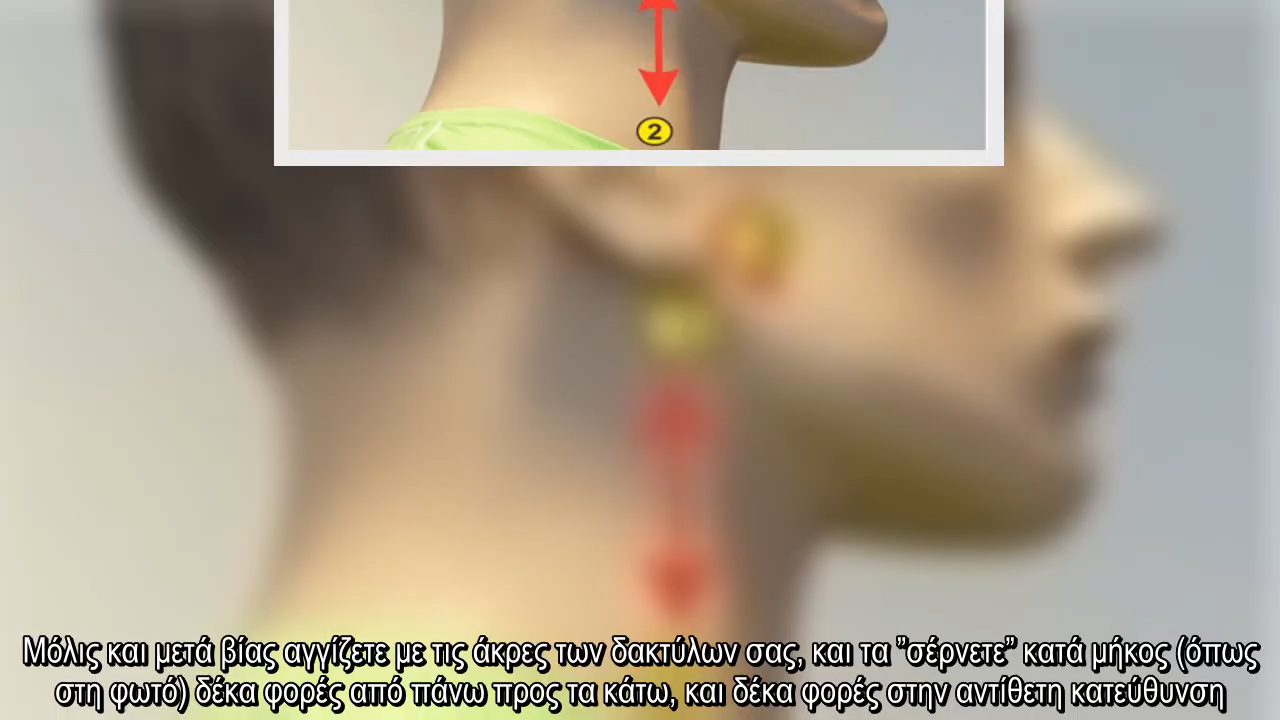 2
Μόλις και μετά βίας αγγίζετε με τις άκρες των δακτύλων σας, και τα ”σέρνετε” κατά μήκος (όπως
στη φωτό) δέκα φορές από πάνω προς τα κάτω, και δέκα φορές στην αντίθετη κατεύθυνση